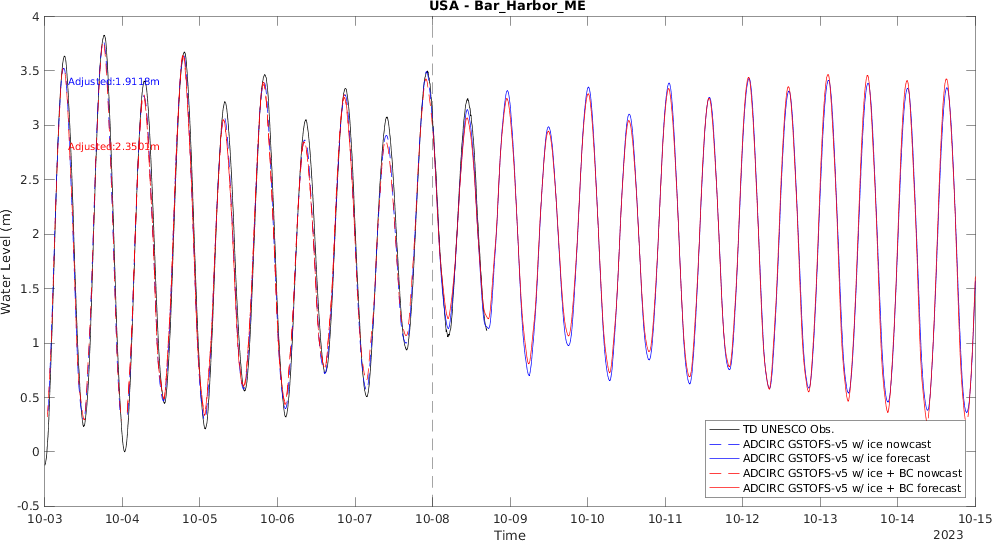 USA - Bar_Harbor_ME
Water Level (m)
4
3.5
3
2.5
2
1.5
1
0.5
0
-0.5
Adjusted:1.9118m
Adjusted:2.3501m
TD UNESCO Obs.
ADCIRC GSTOFS-v5 w/ ice nowcast
ADCIRC GSTOFS-v5 w/ ice forecast
ADCIRC GSTOFS-v5 w/ ice + BC nowcast
ADCIRC GSTOFS-v5 w/ ice + BC forecast
10-03 10-04 10-05 10-06 10-07 10-08 10-09 10-10 10-11 10-12 10-13 10-14 10-15
Time
2023